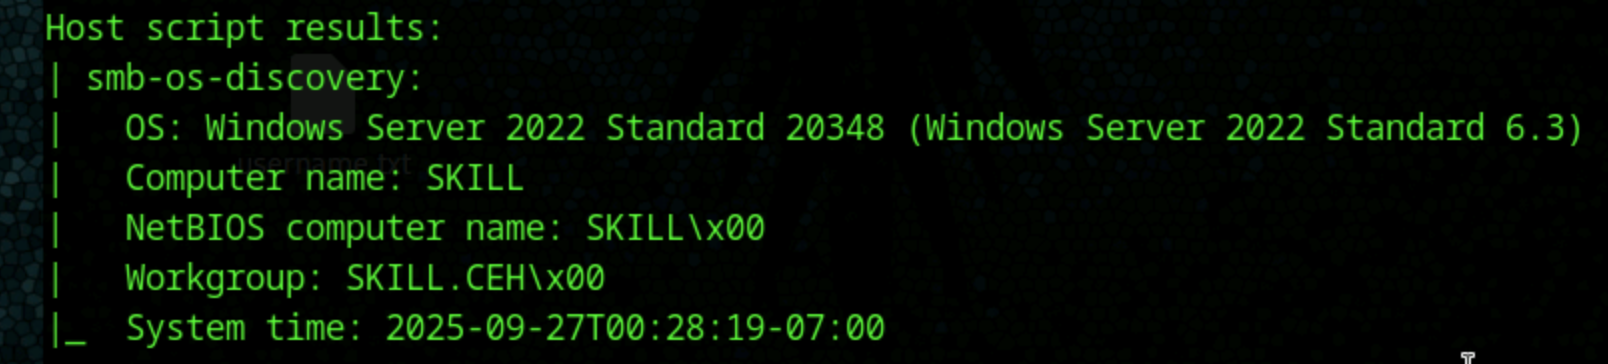 Host script results:
| smb-os-discovery:
|   OS: Windows Server 2022 Standard 20348 (Windows Server 2022 Standard 6.3)
username.txt
|   Computer name: SKILL
|   NetBIOS computer name: SKILL\x00
|   Workgroup: SKILL.CEH\x00
|_  System time: 2025-09-27T00:28:19-07:00